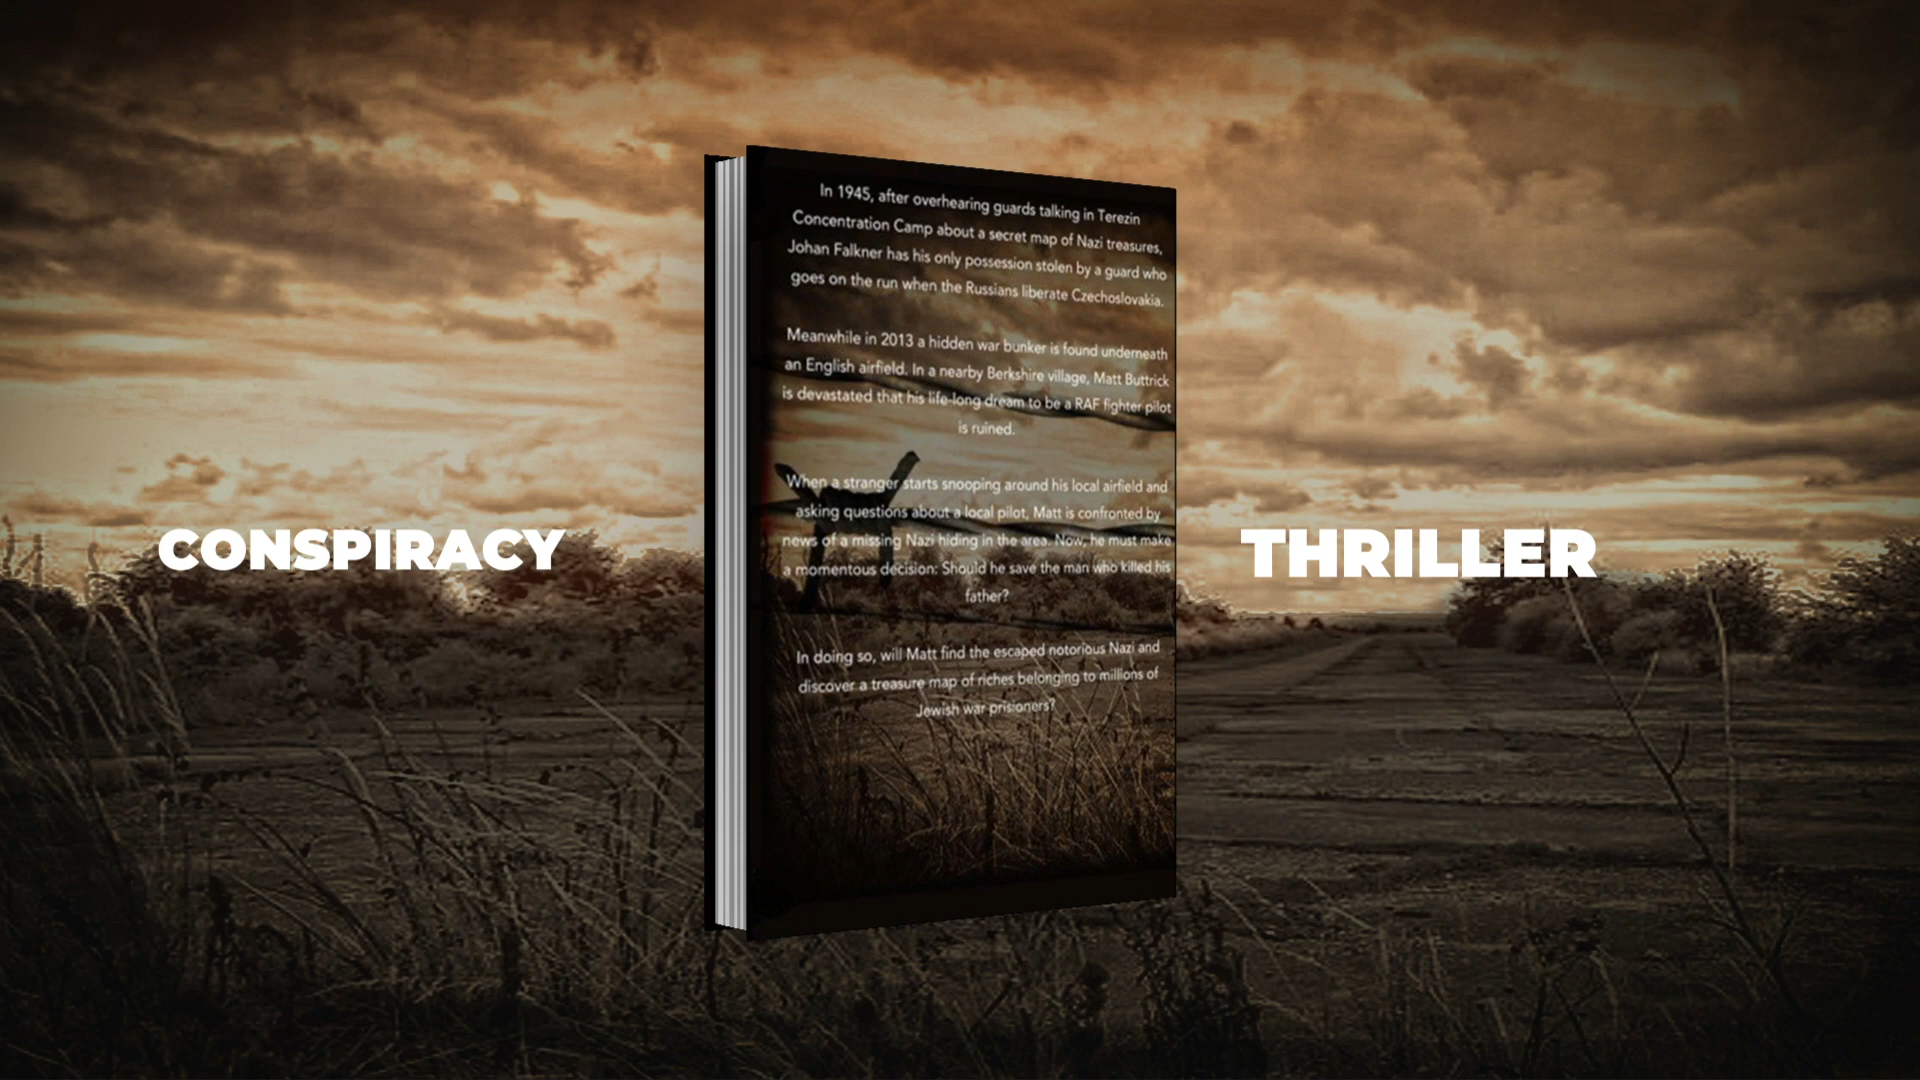 In 1945, after overhearing guards talking in Terezin
Concentration Camp about a secret map of Nazi treasures,
Johan Falkner has his only possession stolen by a guard who
goes on the run when the Russians liberate Czechoslovakia.
Meanwhile in 2013 a hidden war bunker is found underneath
an English airfield. In a nearby Berkshire village, Matt Buttrick
is devastated that his life-long dream to be a RAF fighter pilot
is ruined.
When a stranger starts snooping around his local airfield and
asking questions about a local pilot, Matt is confronted by
news of a missing Nazi hiding in the area. Now, he must make
a momentous decision: Should he save the man who killed his
father?
In doing so, will Matt find the escaped notorious Nazi and
discover a treasure map of riches belonging to millions of
Jewish war prisioners?
CONSPIRACY
THRILLER